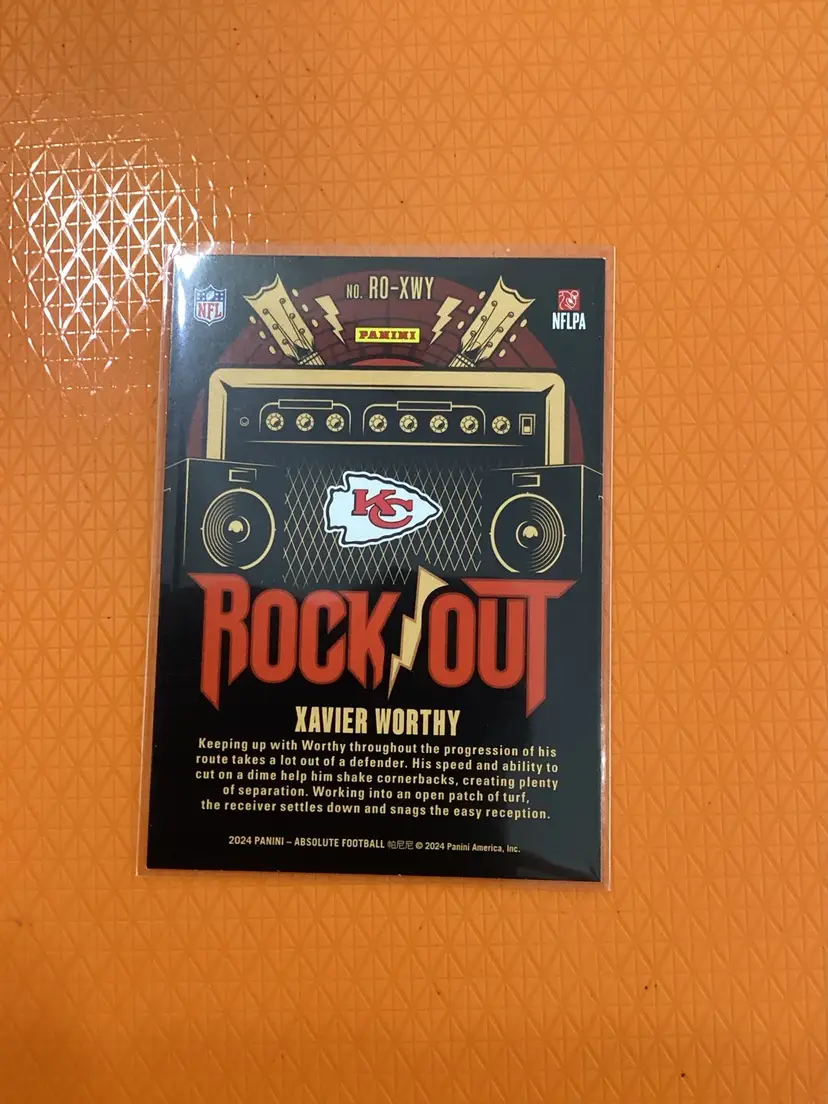 NO. RO-XWY
NFL
PANINI
NFLPA
KC
ROCK OUT
XAVIER WORTHY
Keeping up with Worthy throughout the progression of his
route takes a lot out of a defender. His speed and ability to
cut on a dime help him shake cornerbacks, creating plenty
of separation. Working into an open patch of turf,
the receiver settles down and snags the easy reception.
2024 PANINI – ABSOLUTE FOOTBALL 帕尼尼 © 2024 Panini America, Inc.